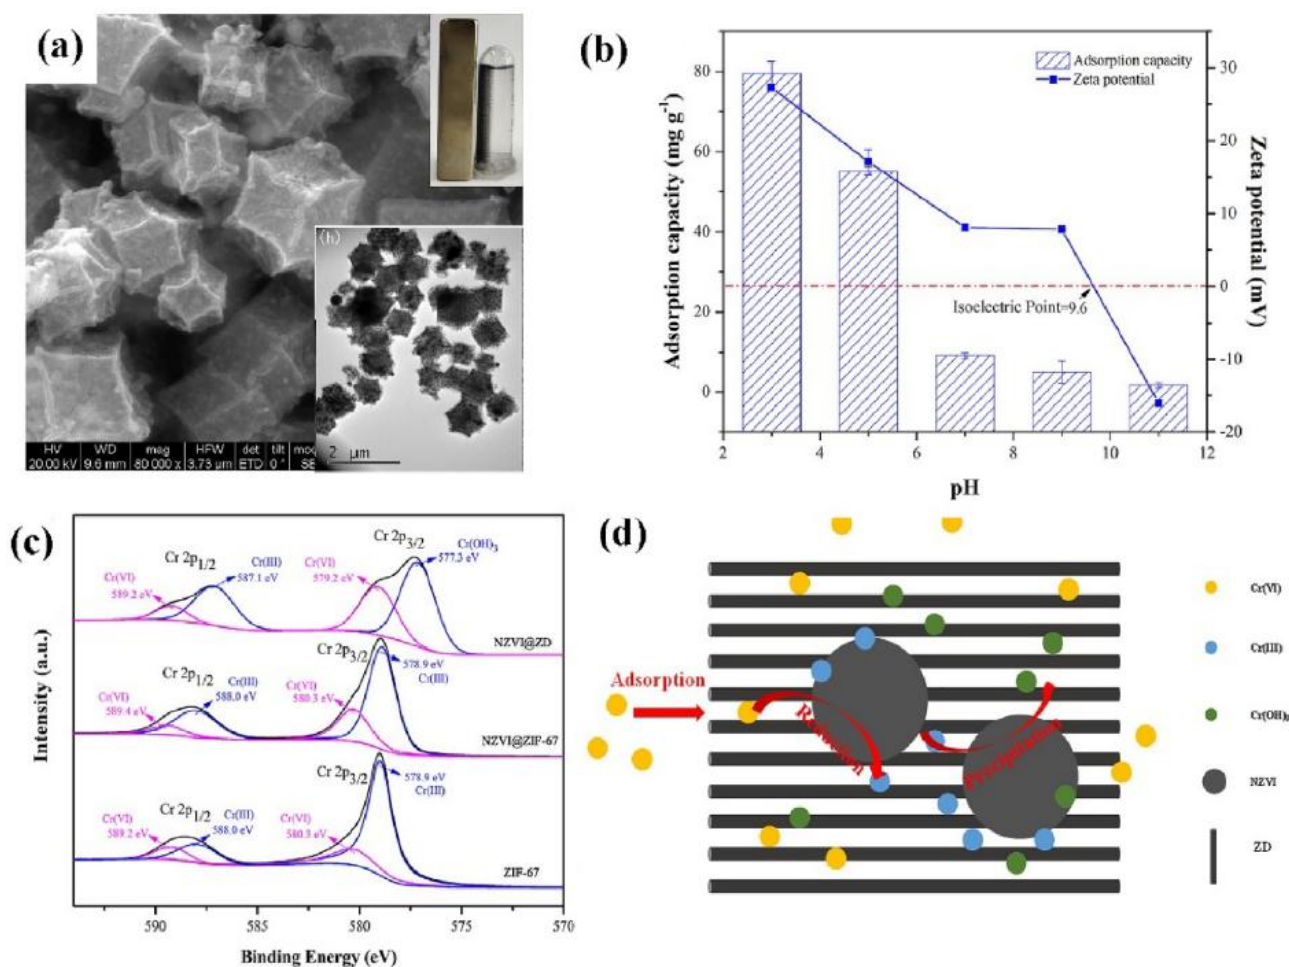 (a)
(h)
HV WD mag HFW det tilt
20.00 kV 9.6 mm 80 000 x 3.73 µm ETD 0 °
2 µm
(b)
Adsorption capacity
Zeta potential
Isoelectric Point=9.6
Adsorption capacity (mg g⁻¹)
80
60
40
20
0
Zeta potential (mV)
30
20
10
0
-10
-20
2 4 6 8 10 12
pH
(c)
Cr 2p1/2
Cr 2p3/2
Cr(VI)
589.2 eV
Cr(III)
587.1 eV
Cr(VI)
579.2 eV
Cr(OH)3
577.3 eV
NZVI@ZD
Cr 2p1/2
Cr 2p3/2
Cr(VI)
589.4 eV
Cr(III)
588.0 eV
Cr(VI)
580.3 eV
578.9 eV
Cr(III)
NZVI@ZIF-67
Cr 2p1/2
Cr 2p3/2
Cr(VI)
589.2 eV
Cr(III)
588.0 eV
Cr(VI)
580.3 eV
578.9 eV
Cr(III)
ZIF-67
Intensity (a.u.)
590 585 580 575 570
Binding Energy (eV)
(d)
Adsorption
Reduction
Precipitation
Cr(VI)
Cr(III)
Cr(OH)3
NZVI
ZD